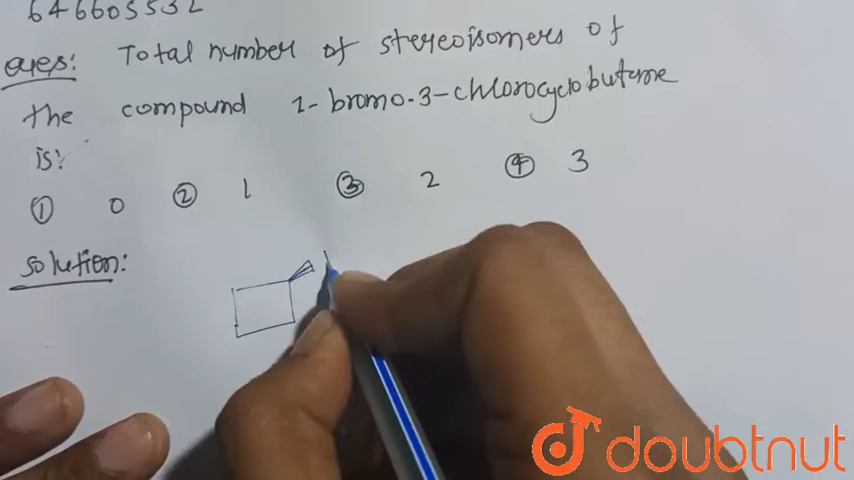 646605532
Ques: Total number of stereoisomers of
the compound 1-bromo-3-chlorocyclobutane
is:
① 0 ② 1 ③ 2 ④ 3
solution:
doubtnut